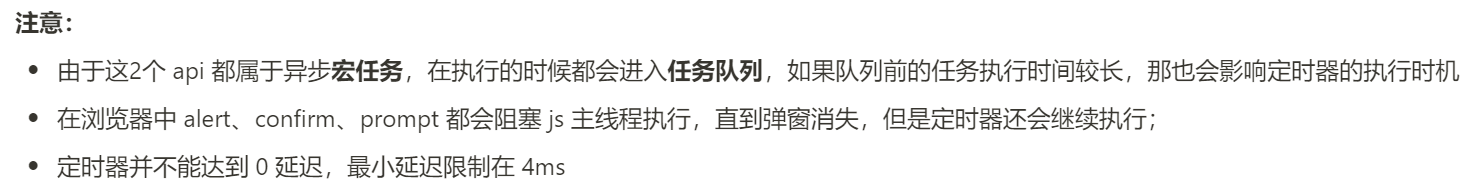 注意：
由于这2个 api 都属于异步宏任务，在执行的时候都会进入任务队列，如果队列前的任务执行时间较长，那也会影响定时器的执行时机
在浏览器中 alert、confirm、prompt 都会阻塞 js 主线程执行，直到弹窗消失，但是定时器还会继续执行；
定时器并不能达到 0 延迟，最小延迟限制在 4ms